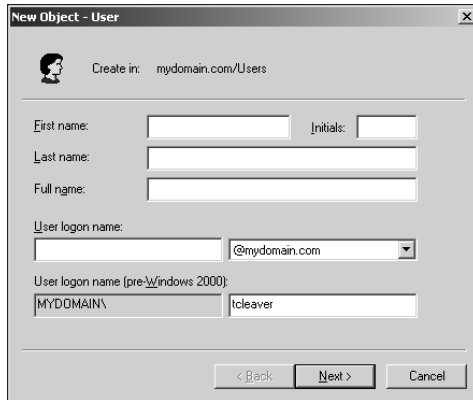 New Object - User
Create in: mydomain.com/Users
First name: Initials:
Last name:
Full name:
User logon name:
@mydomain.com
User logon name (pre-Windows 2000):
MYDOMAIN\ tcleaver
< Back Next > Cancel